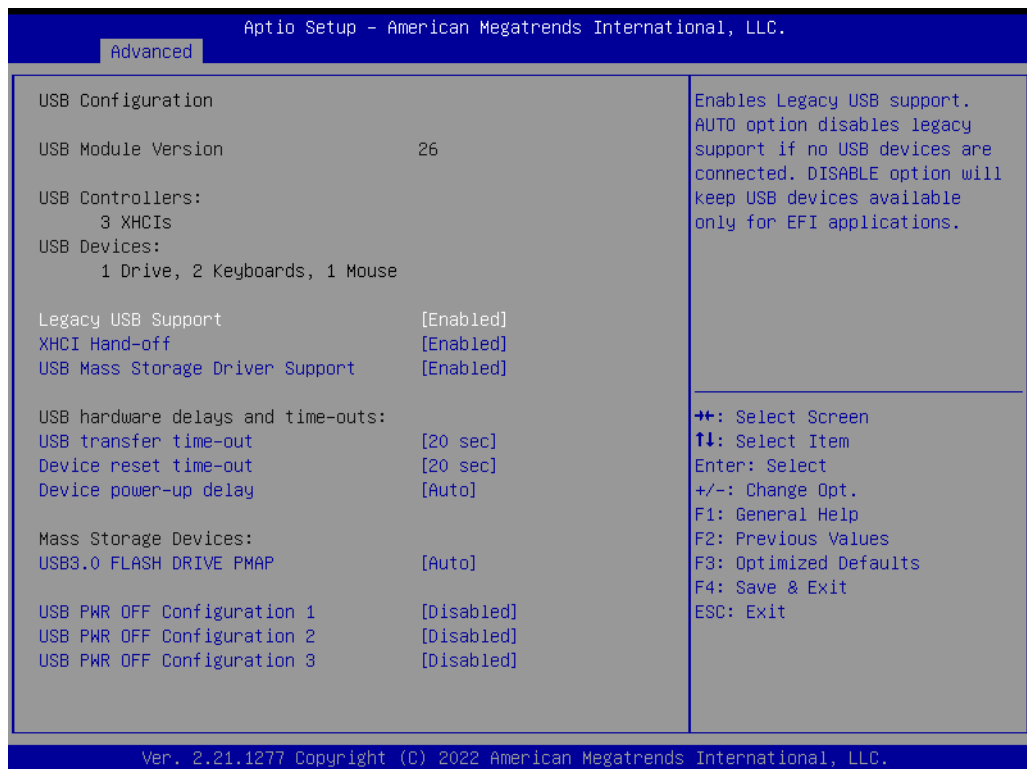 Aptio Setup – American Megatrends International, LLC.
Advanced
USB Configuration
USB Module Version 26
USB Controllers:
3 XHCIs
USB Devices:
1 Drive, 2 Keyboards, 1 Mouse
Legacy USB Support [Enabled]
XHCI Hand-off [Enabled]
USB Mass Storage Driver Support [Enabled]
USB hardware delays and time-outs:
USB transfer time-out [20 sec]
Device reset time-out [20 sec]
Device power-up delay [Auto]
Mass Storage Devices:
USB3.0 FLASH DRIVE PMAP [Auto]
USB PWR OFF Configuration 1 [Disabled]
USB PWR OFF Configuration 2 [Disabled]
USB PWR OFF Configuration 3 [Disabled]
Enables Legacy USB support.
AUTO option disables legacy
support if no USB devices are
connected. DISABLE option will
keep USB devices available
only for EFI applications.
→←: Select Screen
↑↓: Select Item
Enter: Select
+/-: Change Opt.
F1: General Help
F2: Previous Values
F3: Optimized Defaults
F4: Save & Exit
ESC: Exit
Ver. 2.21.1277 Copyright (C) 2022 American Megatrends International, LLC.